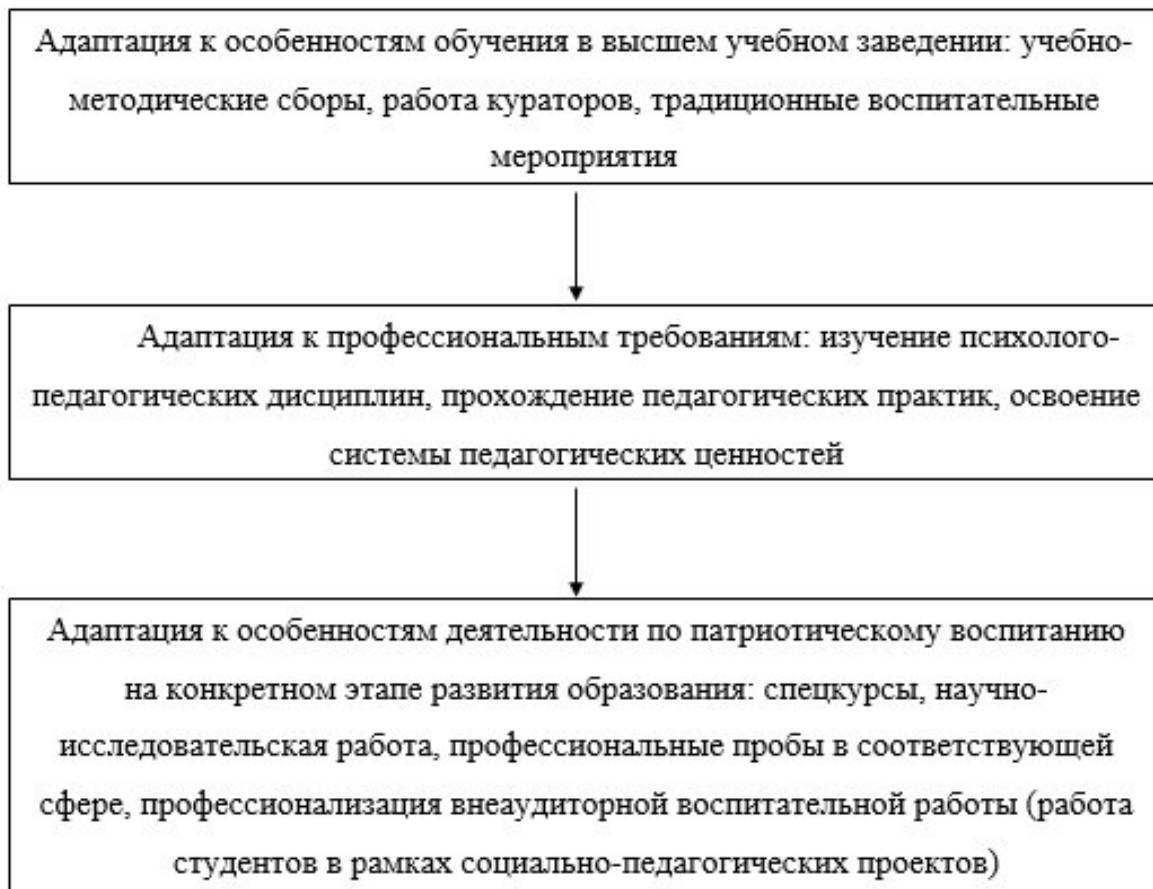 Адаптация к особенностям обучения в высшем учебном заведении: учебно-
методические сборы, работа кураторов, традиционные воспитательные
мероприятия
Адаптация к профессиональным требованиям: изучение психолого-
педагогических дисциплин, прохождение педагогических практик, освоение
системы педагогических ценностей
Адаптация к особенностям деятельности по патриотическому воспитанию
на конкретном этапе развития образования: спецкурсы, научно-
исследовательская работа, профессиональные пробы в соответствующей
сфере, профессионализация внеаудиторной воспитательной работы (работа
студентов в рамках социально-педагогических проектов)